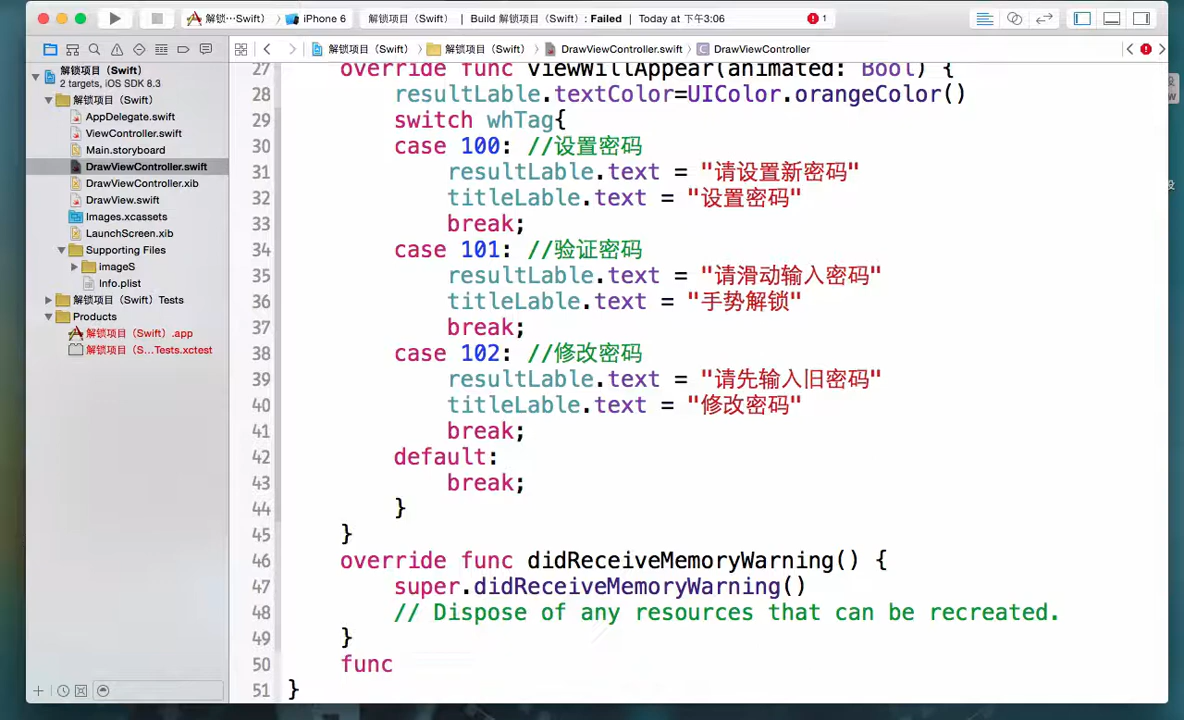 解锁…Swift） iPhone 6 解锁项目（Swift） | Build 解锁项目（Swift）: Failed | Today at 下午3:06 1
解锁项目（Swift） 解锁项目（Swift） DrawViewController.swift DrawViewController
解锁项目 (Swift)
2 targets, iOS SDK 8.3
解锁项目（Swift）
AppDelegate.swift
ViewController.swift
Main.storyboard
DrawViewController.swift
DrawViewController.xib
DrawView.swift
Images.xcassets
LaunchScreen.xib
Supporting Files
imageS
Info.plist
解锁项目（Swift）Tests
Products
解锁项目（Swift）.app
解锁项目（S…Tests.xctest
27 override func viewWillAppear(animated: Bool) {
28 resultLable.textColor=UIColor.orangeColor()
29 switch whTag{
30 case 100: //设置密码
31 resultLable.text = "请设置新密码"
32 titleLable.text = "设置密码"
33 break;
34 case 101: //验证密码
35 resultLable.text = "请滑动输入密码"
36 titleLable.text = "手势解锁"
37 break;
38 case 102: //修改密码
39 resultLable.text = "请先输入旧密码"
40 titleLable.text = "修改密码"
41 break;
42 default:
43 break;
44 }
45 }
46 override func didReceiveMemoryWarning() {
47 super.didReceiveMemoryWarning()
48 // Dispose of any resources that can be recreated.
49 }
50 func
51 }